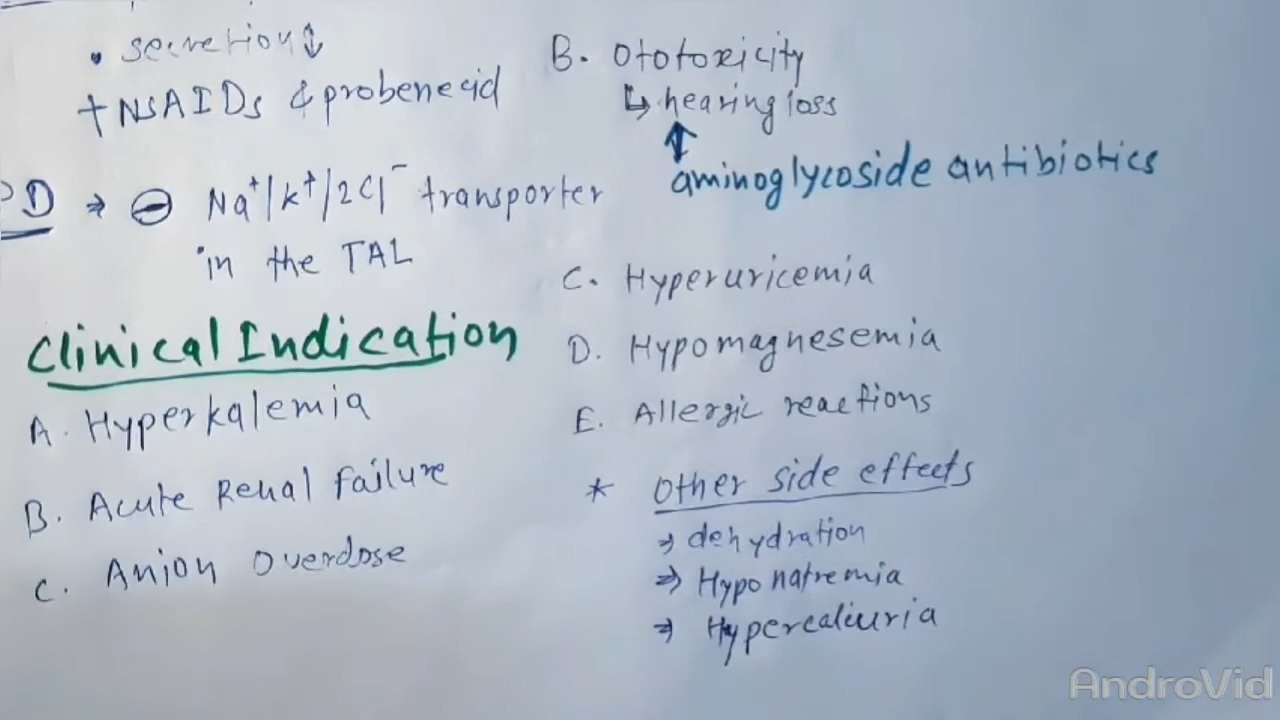 • secretion↓
+ NSAIDs & probenecid
PD → ⊖ Na⁺/K⁺/2Cl⁻ transporter
in the TAL
Clinical Indication
A. Hyperkalemia
B. Acute Renal Failure
C. Anion Overdose
B. Ototoxicity
↳ hearing loss
↑
aminoglycoside antibiotics
C. Hyperuricemia
D. Hypomagnesemia
E. Allergic reactions
* Other side effects
→ dehydration
⇒ Hyponatremia
⇒ Hypercalciuria
AndroVid